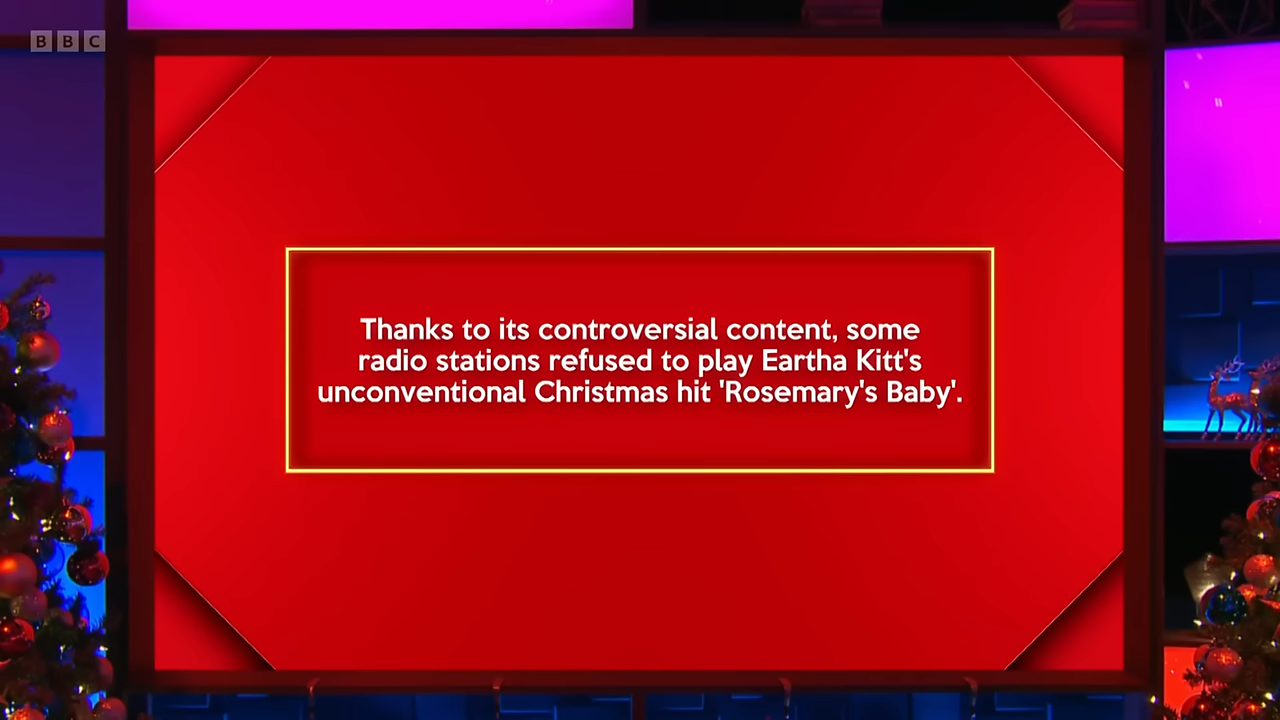 BBC
Thanks to its controversial content, some
radio stations refused to play Eartha Kitt's
unconventional Christmas hit 'Rosemary's Baby'.